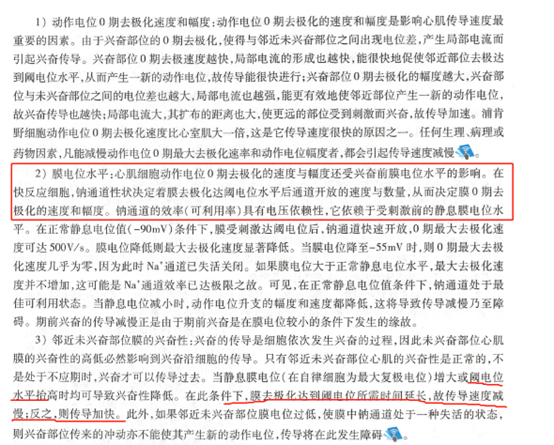 1）动作电位0期去极化速度和幅度：动作电位0期去极化的速度和幅度是影响心肌传导速度最
重要的因素。由于兴奋部位的0期去极化，使得与邻近未兴奋部位之间出现电位差，产生局部电流而
引起兴奋传导。兴奋部位0期去极速度越快，局部电流的形成也越快，能很快地促使邻近部位去极达
到阈电位水平，从而产生一新的动作电位，故传导能很快进行；兴奋部位0期去极化的幅度越大，兴奋部
位与未兴奋部位之间的电位差也越大，局部电流也越强，能更有效地使邻近部位产生一新的动作电位，
故兴奋传导也越快；局部电流大，其扩布的距离也大，使更远的部位受到刺激而兴奋，故传导加速。浦肯
野细胞动作电位0期去极化速度比心室肌大一倍，这是它传导速度很快的原因之一。任何生理、病理或
药物因素，凡能减慢动作电位0期最大去极化速率和动作电位幅度者，都会引起传导速度减慢。
2）膜电位水平：心肌细胞动作电位0期去极化的速度与幅度还受兴奋前膜电位水平的影响。在
快反应细胞，钠通道性状决定着膜去极化达阈电位水平后通道开放的速度与数量，从而决定膜0期去
极化的速度和幅度。钠通道的效率（可利用率）具有电压依赖性，它依赖于受刺激前的静息膜电位水
平。在正常静息电位值（-90mV）条件下，膜受刺激达阈电位后，钠通道快速开放，0期最大去极化速
度可达500V/s。膜电位降低则最大去极化速度显著降低。当膜电位降至-55mV时，则0期最大去极
化速度几乎为零，因为此时Na⁺通道已失活关闭。如果膜电位大于正常静息电位水平，最大去极化速
度并不增加，这可能是Na⁺通道效率已达极限之故。可见，在正常静息电位值条件下，钠通道处于最
佳可利用状态。当静息电位减小时，动作电位升支的幅度和速度都降低，这将导致传导减慢乃至障
碍。期前兴奋的传导减慢正是由于期前兴奋是在膜电位较小的条件下发生的缘故。
3）邻近未兴奋部位膜的兴奋性：兴奋的传导是细胞依次发生兴奋的过程，因此未兴奋部位心肌
膜的兴奋性的高低必然影响到兴奋沿细胞的传导。只有邻近未兴奋部位心肌的兴奋性是正常的，不
是处于不应期时，兴奋才可以传导过去。当静息膜电位（在自律细胞为最大复极电位）增大或阈电位
水平抬高时均可导致兴奋性降低。在此条件下，膜去极化达到阈电位所需时间延长，故传导速度减
慢；反之，则传导加快。此外，如果邻近未兴奋部位膜电位过低，使膜中钠通道处于一种失活的状态，
则兴奋部位传来的冲动亦不能使其产生新的动作电位，传导将在此发生障碍。